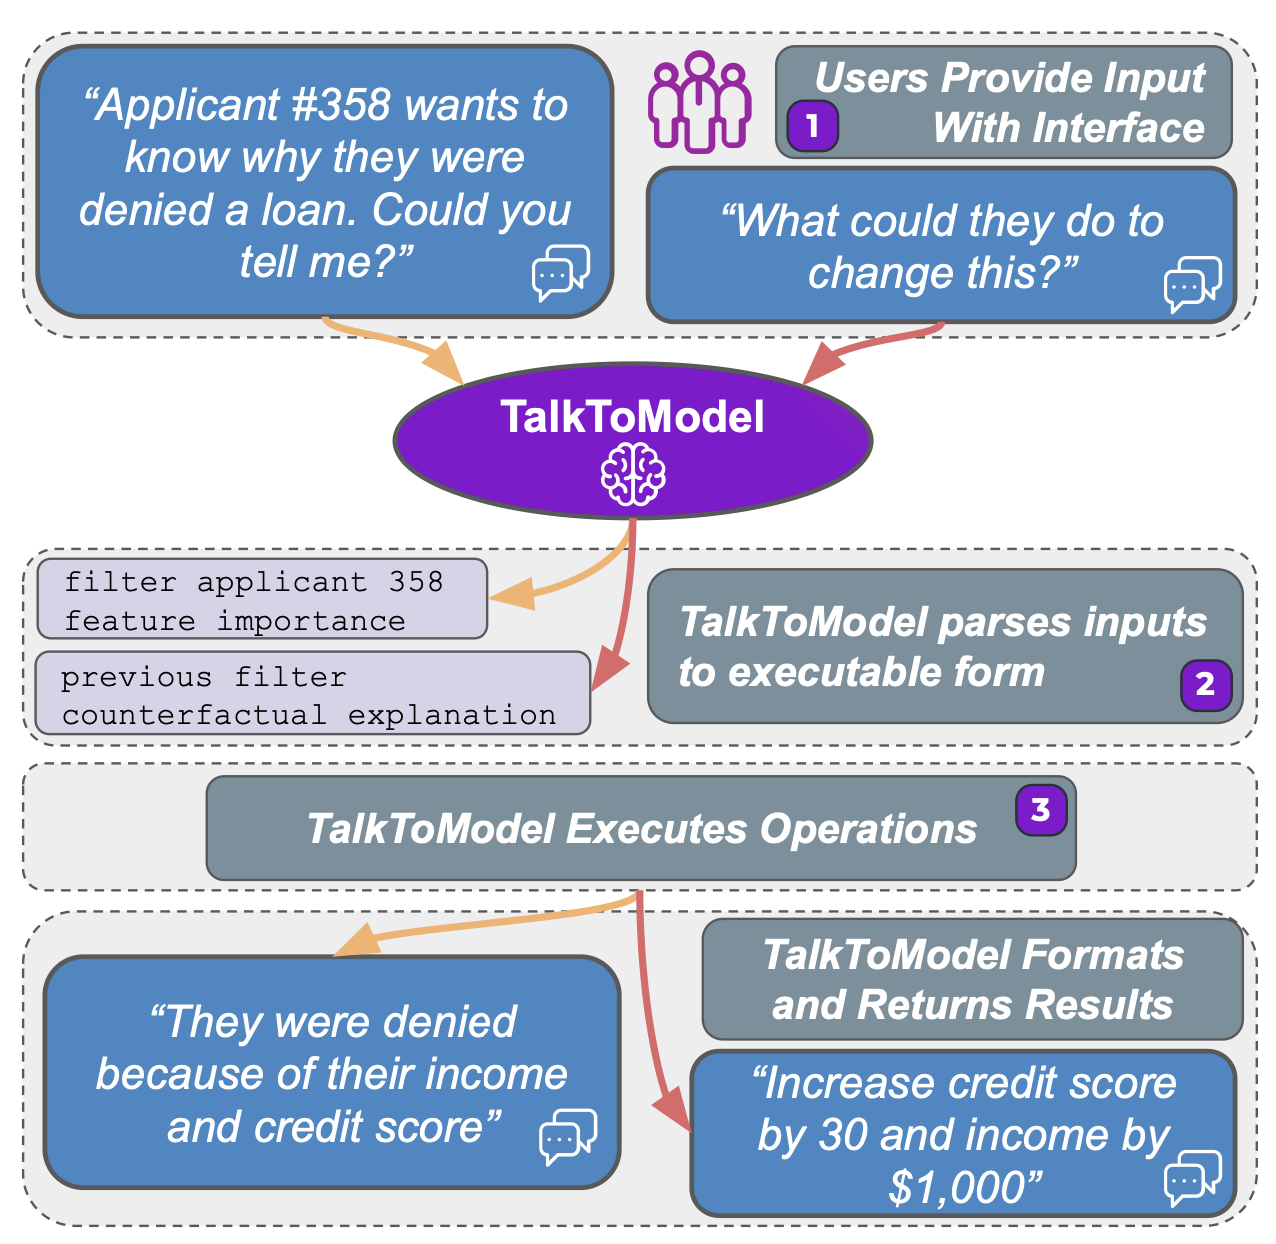 “Applicant #358 wants to
know why they were
denied a loan. Could you
tell me?”
Users Provide Input
With Interface
1
“What could they do to
change this?”
TalkToModel
filter applicant 358
feature importance
previous filter
counterfactual explanation
TalkToModel parses inputs
to executable form
2
TalkToModel Executes Operations
3
“They were denied
because of their income
and credit score”
TalkToModel Formats
and Returns Results
“Increase credit score
by 30 and income by
$1,000”